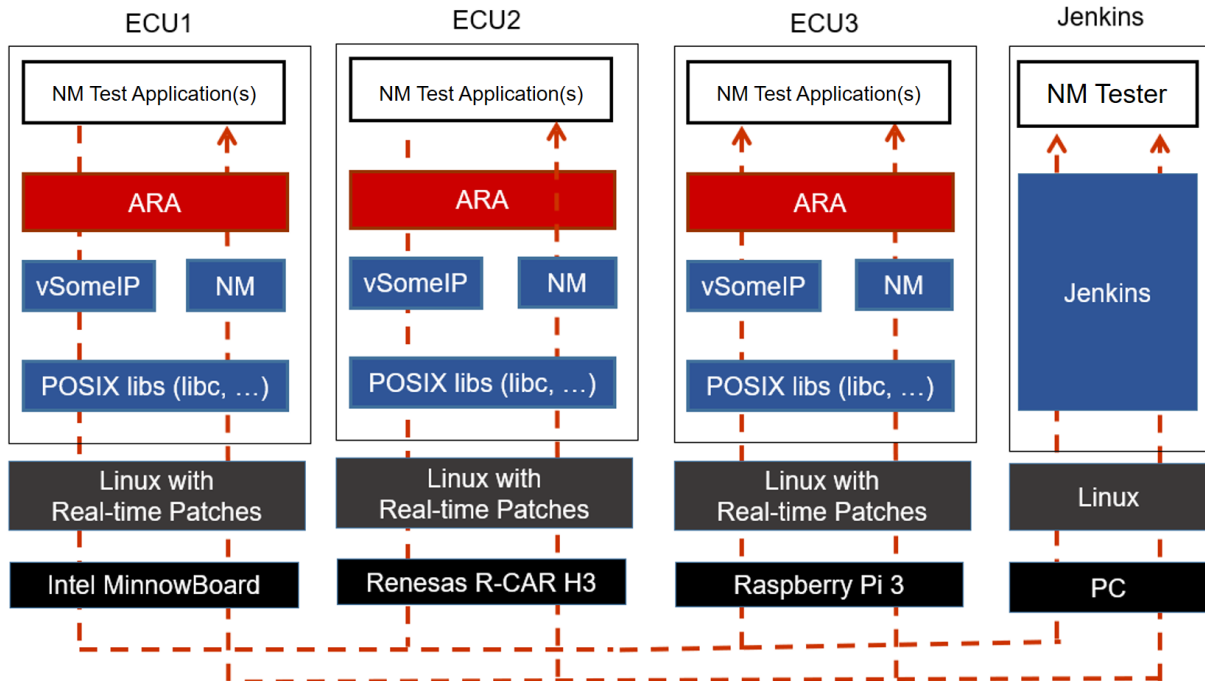 ECU1
ECU2
ECU3
Jenkins
NM Test Application(s)
NM Test Application(s)
NM Test Application(s)
NM Tester
ARA
ARA
ARA
vSomeIP
NM
vSomeIP
NM
vSomeIP
NM
Jenkins
POSIX libs (libc, …)
POSIX libs (libc, …)
POSIX libs (libc, …)
Linux with
Real-time Patches
Linux with
Real-time Patches
Linux with
Real-time Patches
Linux
Intel MinnowBoard
Renesas R-CAR H3
Raspberry Pi 3
PC